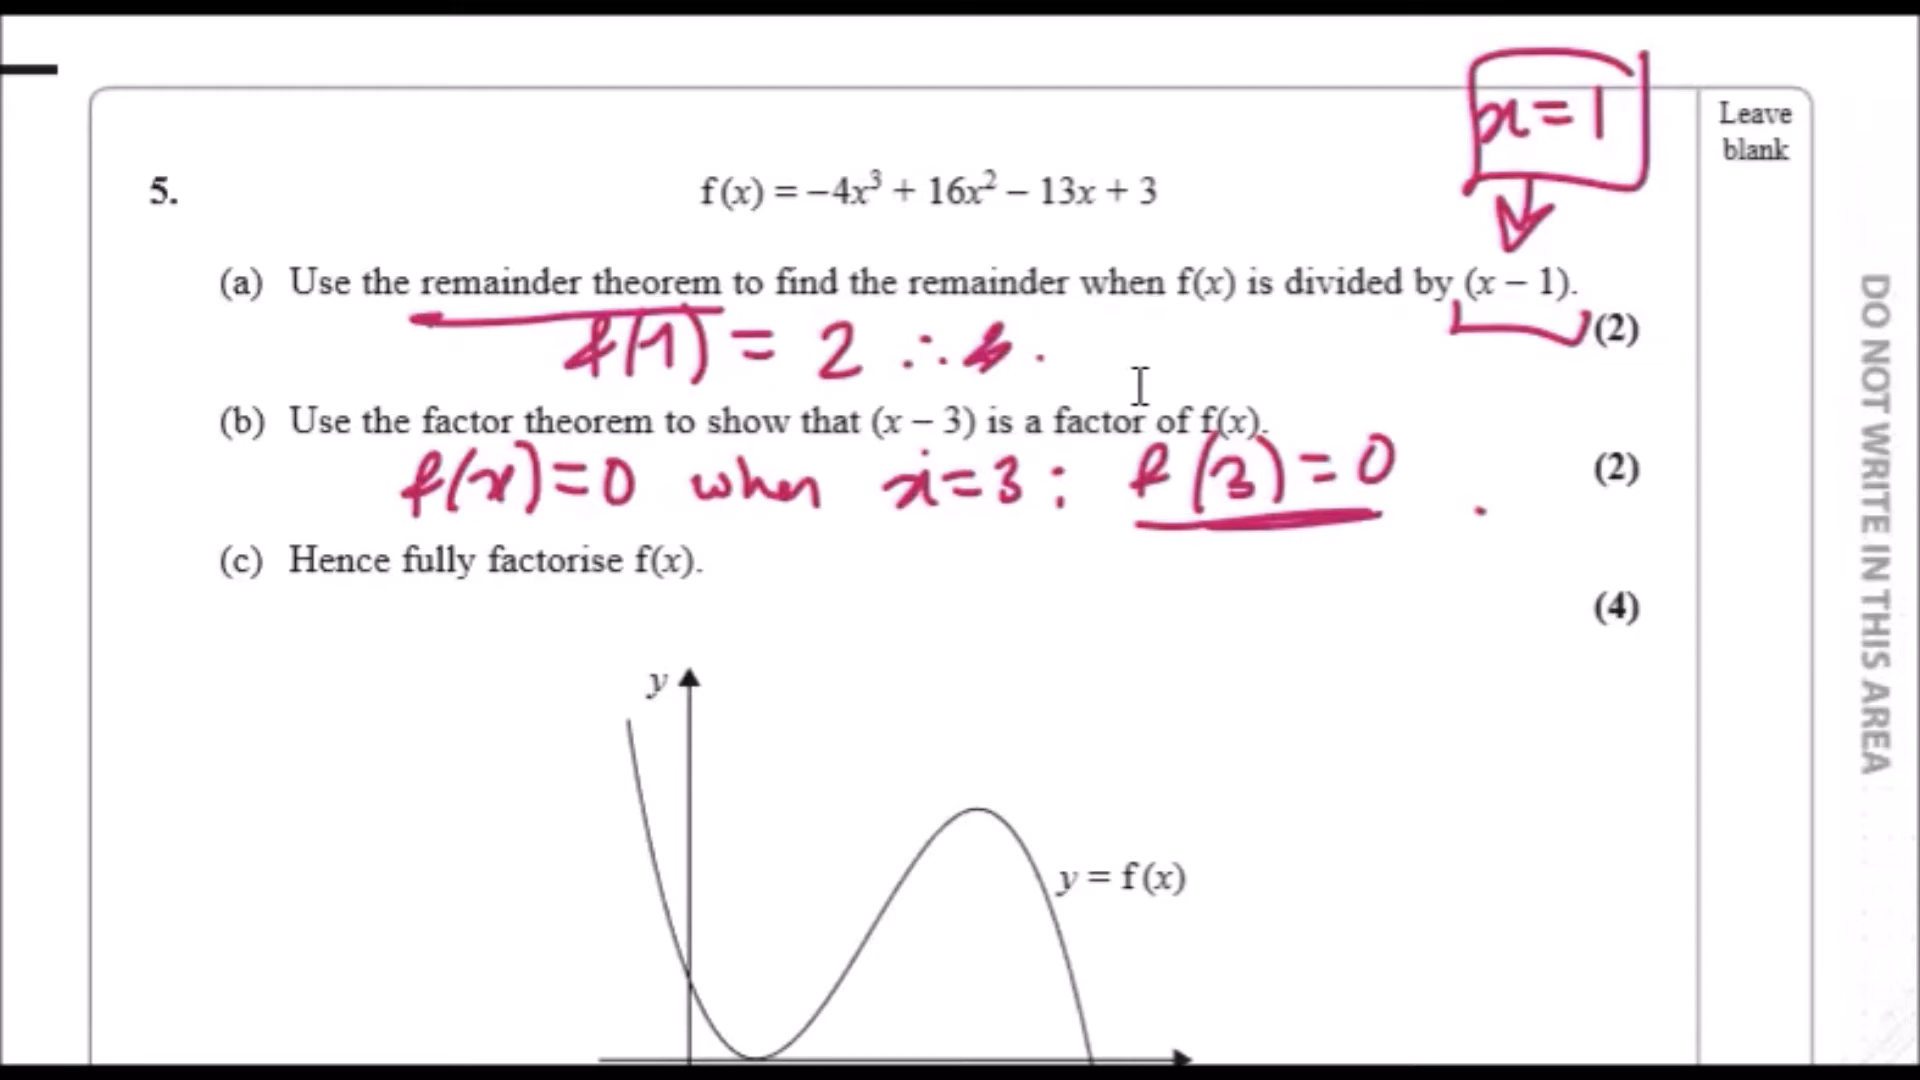 x = 1
Leave
blank
5.
f(x) = −4x³ + 16x² − 13x + 3
(a) Use the remainder theorem to find the remainder when f(x) is divided by (x − 1).
(2)
f(1) = 2 ∴
(b) Use the factor theorem to show that (x − 3) is a factor of f(x).
(2)
f(x)=0 when x=3 : f(3)=0
(c) Hence fully factorise f(x).
(4)
y
y = f(x)
DO NOT WRITE IN THIS AREA